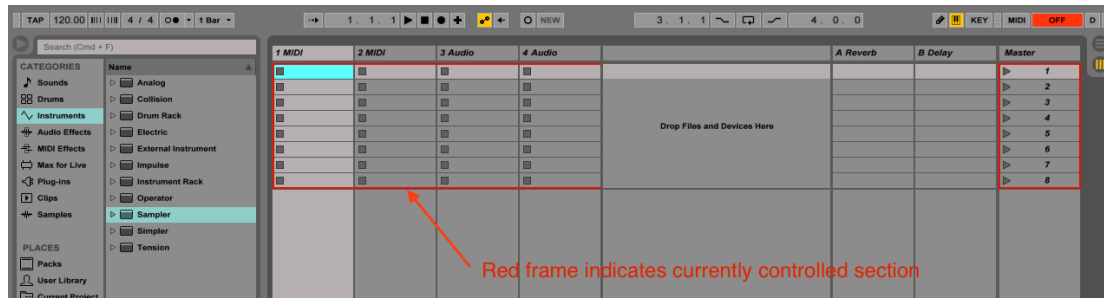 TAP 120.00 4 / 4 1 Bar 1. 1. 1 NEW 3. 1. 1 4. 0. 0 KEY MIDI OFF D
Search (Cmd + F)
1 MIDI 2 MIDI 3 Audio 4 Audio A Reverb B Delay Master
CATEGORIES Name
Sounds Analog 1
Drums Collision 2
Instruments Drum Rack 3
Audio Effects Electric Drop Files and Devices Here 4
MIDI Effects External Instrument 5
Max for Live Impulse 6
Plug-ins Instrument Rack 7
Clips Operator 8
Samples Sampler
Simpler
PLACES Tension
Packs
Red frame indicates currently controlled section
User Library
Current Project